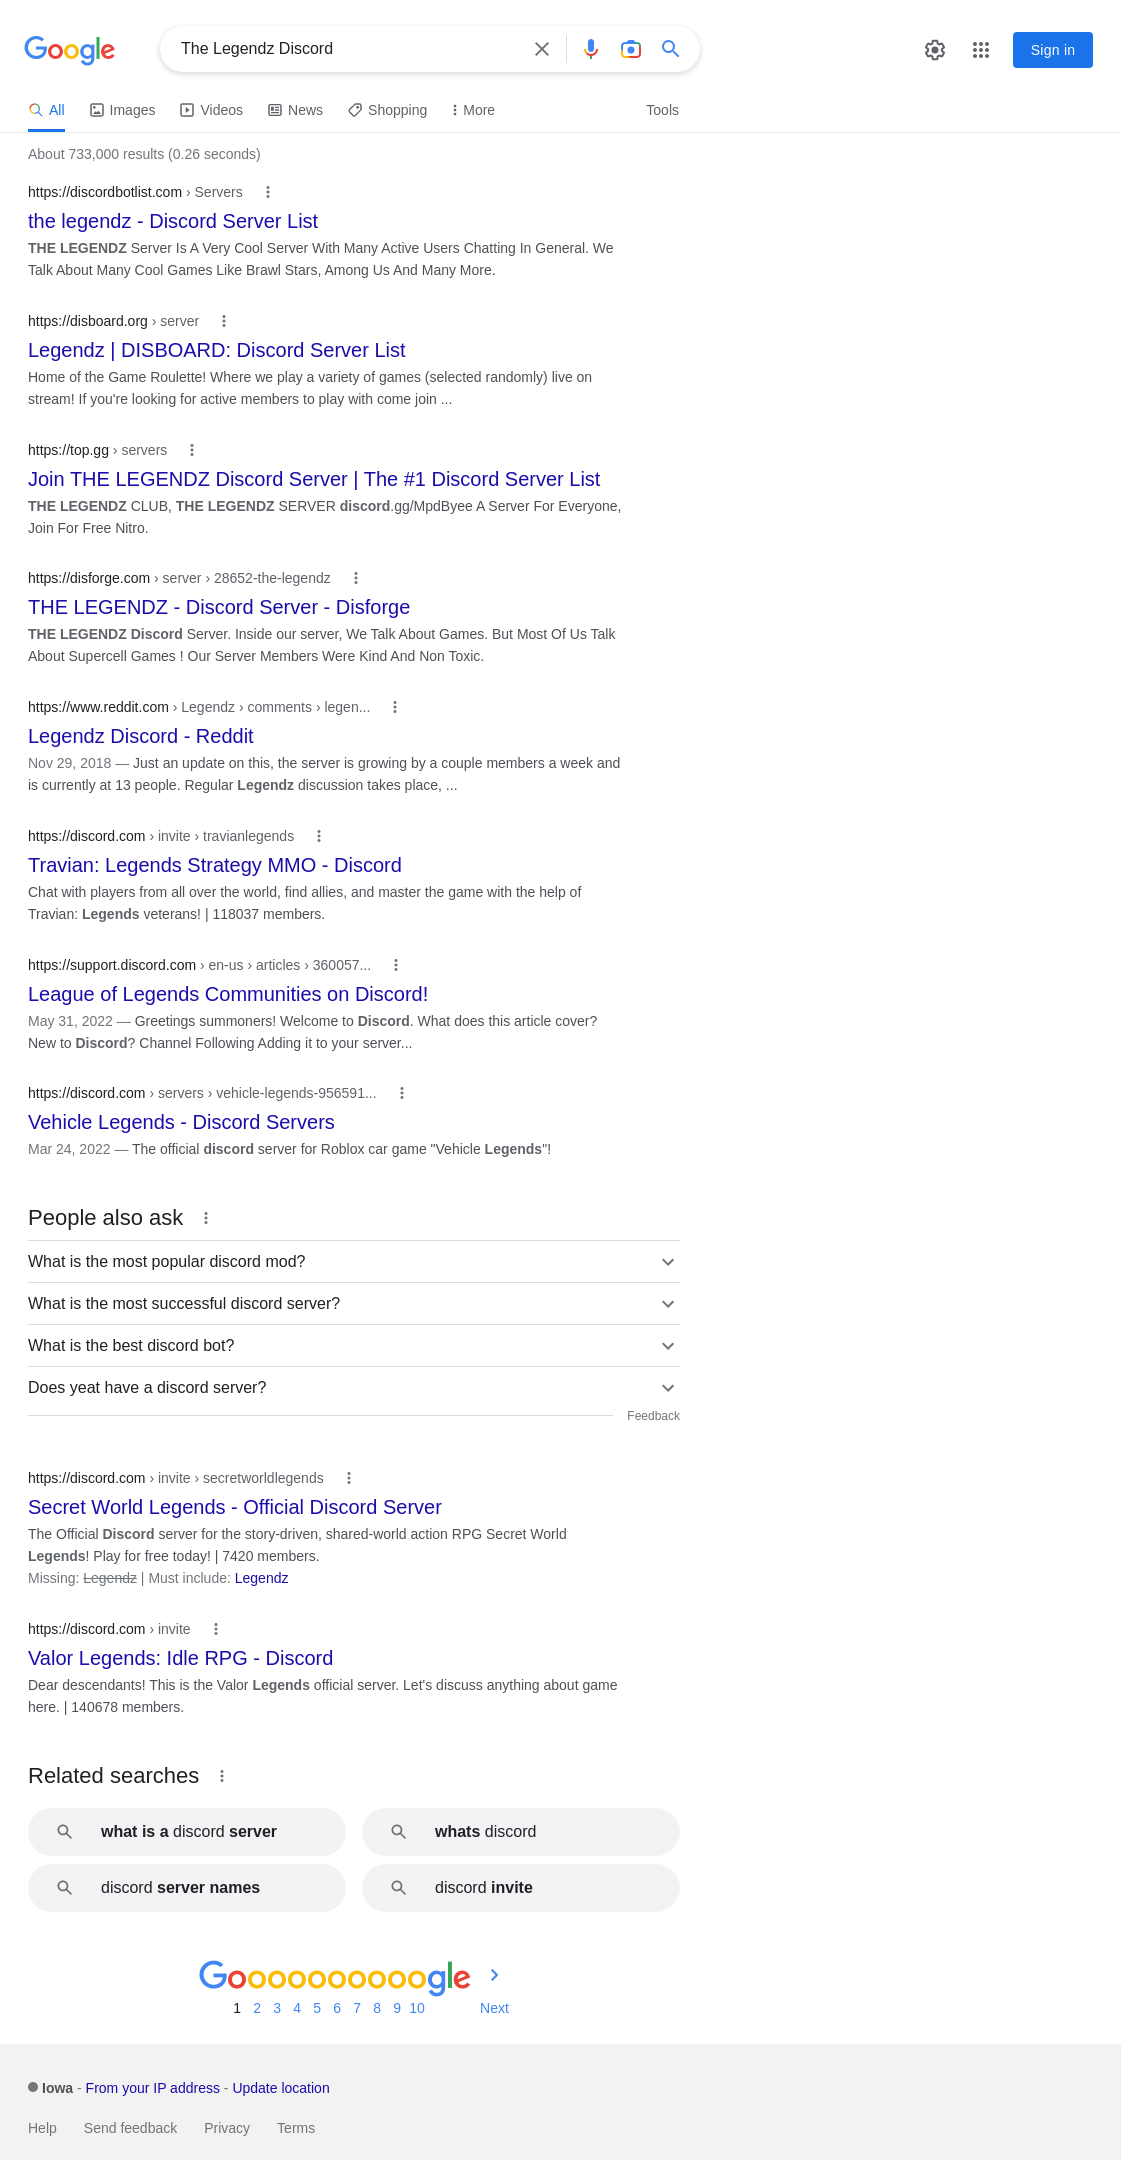 Google
The Legendz Discord
Sign in
All Images Videos News Shopping More Tools
About 733,000 results (0.26 seconds)
https://discordbotlist.com › Servers
the legendz - Discord Server List
THE LEGENDZ Server Is A Very Cool Server With Many Active Users Chatting In General. We
Talk About Many Cool Games Like Brawl Stars, Among Us And Many More.
https://disboard.org › server
Legendz | DISBOARD: Discord Server List
Home of the Game Roulette! Where we play a variety of games (selected randomly) live on
stream! If you're looking for active members to play with come join ...
https://top.gg › servers
Join THE LEGENDZ Discord Server | The #1 Discord Server List
THE LEGENDZ CLUB, THE LEGENDZ SERVER discord.gg/MpdByee A Server For Everyone,
Join For Free Nitro.
https://disforge.com › server › 28652-the-legendz
THE LEGENDZ - Discord Server - Disforge
THE LEGENDZ Discord Server. Inside our server, We Talk About Games. But Most Of Us Talk
About Supercell Games ! Our Server Members Were Kind And Non Toxic.
https://www.reddit.com › Legendz › comments › legen...
Legendz Discord - Reddit
Nov 29, 2018 — Just an update on this, the server is growing by a couple members a week and
is currently at 13 people. Regular Legendz discussion takes place, ...
https://discord.com › invite › travianlegends
Travian: Legends Strategy MMO - Discord
Chat with players from all over the world, find allies, and master the game with the help of
Travian: Legends veterans! | 118037 members.
https://support.discord.com › en-us › articles › 360057...
League of Legends Communities on Discord!
May 31, 2022 — Greetings summoners! Welcome to Discord. What does this article cover?
New to Discord? Channel Following Adding it to your server...
https://discord.com › servers › vehicle-legends-956591...
Vehicle Legends - Discord Servers
Mar 24, 2022 — The official discord server for Roblox car game "Vehicle Legends"!
People also ask
What is the most popular discord mod?
What is the most successful discord server?
What is the best discord bot?
Does yeat have a discord server?
Feedback
https://discord.com › invite › secretworldlegends
Secret World Legends - Official Discord Server
The Official Discord server for the story-driven, shared-world action RPG Secret World
Legends! Play for free today! | 7420 members.
Missing: Legendz | Must include: Legendz
https://discord.com › invite
Valor Legends: Idle RPG - Discord
Dear descendants! This is the Valor Legends official server. Let's discuss anything about game
here. | 140678 members.
Related searches
what is a discord server
whats discord
discord server names
discord invite
Goooooooooogle
1 2 3 4 5 6 7 8 9 10 Next
Iowa - From your IP address - Update location
Help Send feedback Privacy Terms